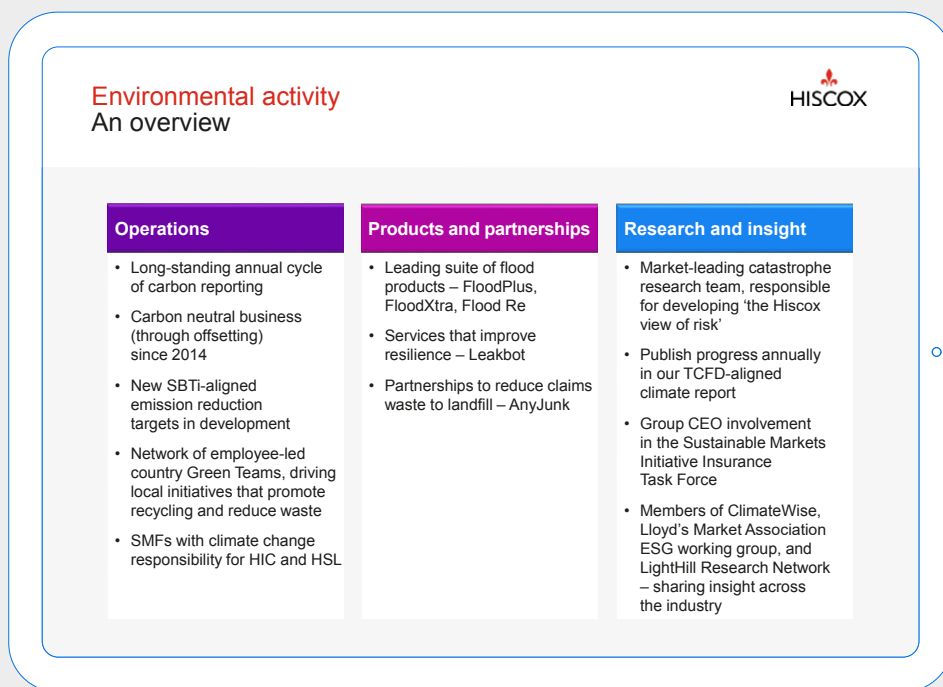 Environmental activity
An overview
HISCOX
Operations
• Long-standing annual cycle
of carbon reporting
• Carbon neutral business
(through offsetting)
since 2014
• New SBTi-aligned
emission reduction
targets in development
• Network of employee-led
country Green Teams, driving
local initiatives that promote
recycling and reduce waste
• SMFs with climate change
responsibility for HIC and HSL
Products and partnerships
• Leading suite of flood
products – FloodPlus,
FloodXtra, Flood Re
• Services that improve
resilience – Leakbot
• Partnerships to reduce claims
waste to landfill – AnyJunk
Research and insight
• Market-leading catastrophe
research team, responsible
for developing ‘the Hiscox
view of risk’
• Publish progress annually
in our TCFD-aligned
climate report
• Group CEO involvement
in the Sustainable Markets
Initiative Insurance
Task Force
• Members of ClimateWise,
Lloyd’s Market Association
ESG working group, and
LightHill Research Network
– sharing insight across
the industry